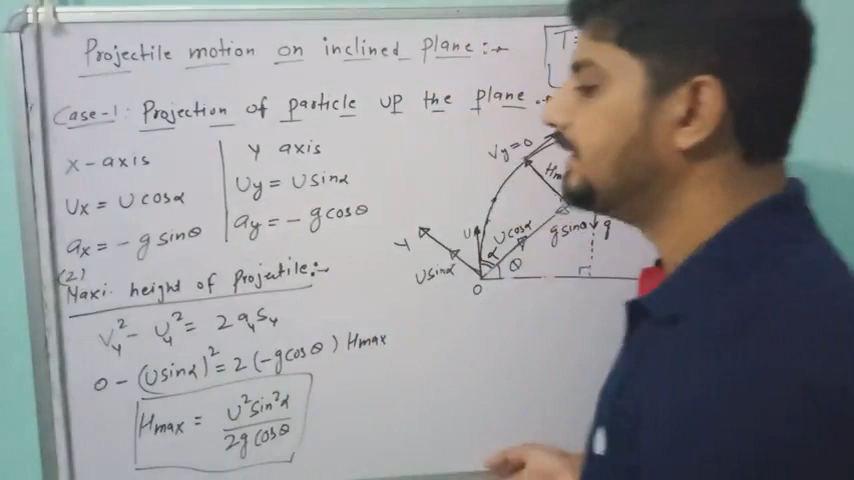 Projectile motion on inclined plane :-
T=
Case-1: Projection of particle up the plane :-
X-axis
Ux = U cosα
ax = - g sinθ
Y axis
Uy = U sinα
ay = - g cosθ
(2)
Maxi. height of Projectile:-
Vy² - Uy² = 2 ay Sy
0 - (U sinα)² = 2 (-g cosθ) Hmax
Hmax = U² sin²α / 2g cosθ
Vy = 0
Y
U
U cosα
U sinα
α
θ
g sinθ
g
O